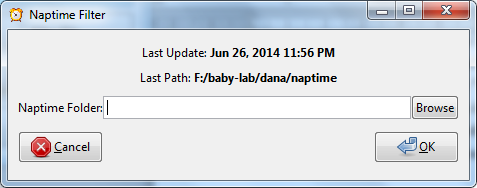 Naptime Filter
Last Update: Jun 26, 2014 11:56 PM
Last Path: F:/baby-lab/dana/naptime
Naptime Folder: Browse
Cancel OK